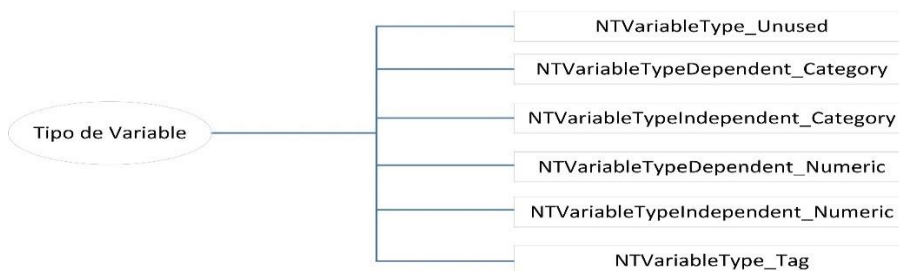 NTVariableType_Unused
NTVariableTypeDependent_Category
NTVariableTypeIndependent_Category
Tipo de Variable
NTVariableTypeDependent_Numeric
NTVariableTypeIndependent_Numeric
NTVariableType_Tag